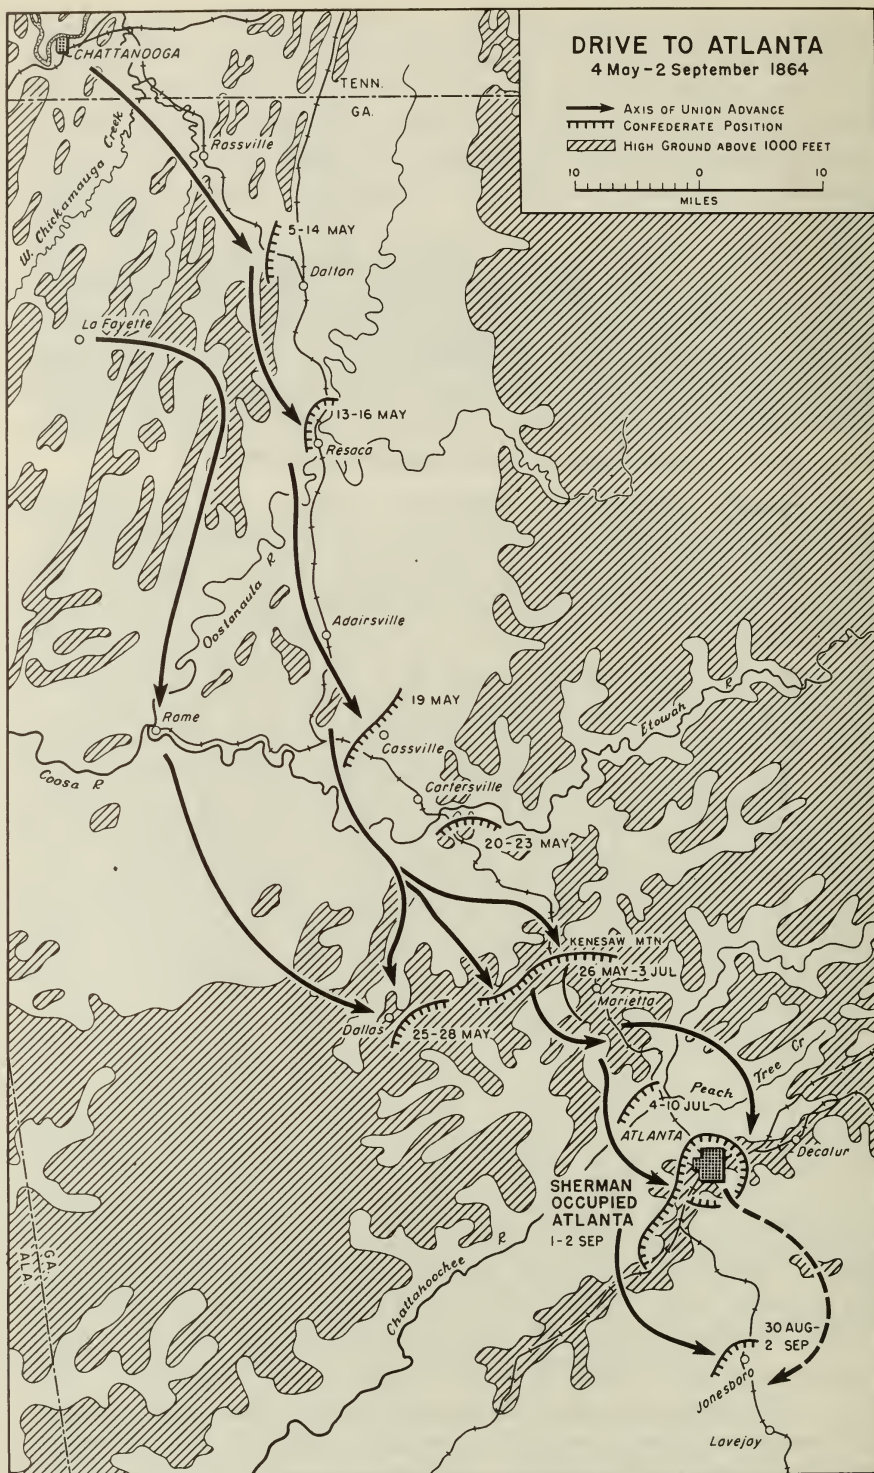 DRIVE TO ATLANTA
4 May-2 September 1864
AXIS OF UNION ADVANCE
CONFEDERATE POSITION
HIGH GROUND ABOVE 1000 FEET
10 0 10
MILES
CHATTANOOGA
TENN.
GA.
W. Chickamauga Creek
Rossville
5-14 MAY
Dalton
La Fayette
13-16 MAY
Resaca
Oostanaula R
Adairsville
19 MAY
Rome
Cassville
Etowah R
Coosa R
Cartersville
20-23 MAY
KENESAW MTN
26 MAY-3 JUL
Marietta
Dallas
25-28 MAY
Peach Tree Cr
4-10 JUL
ATLANTA
Decatur
SHERMAN
OCCUPIED
ATLANTA
1-2 SEP
GA.
ALA.
Chattahoochee R
30 AUG-
2 SEP
Jonesboro
Lovejoy